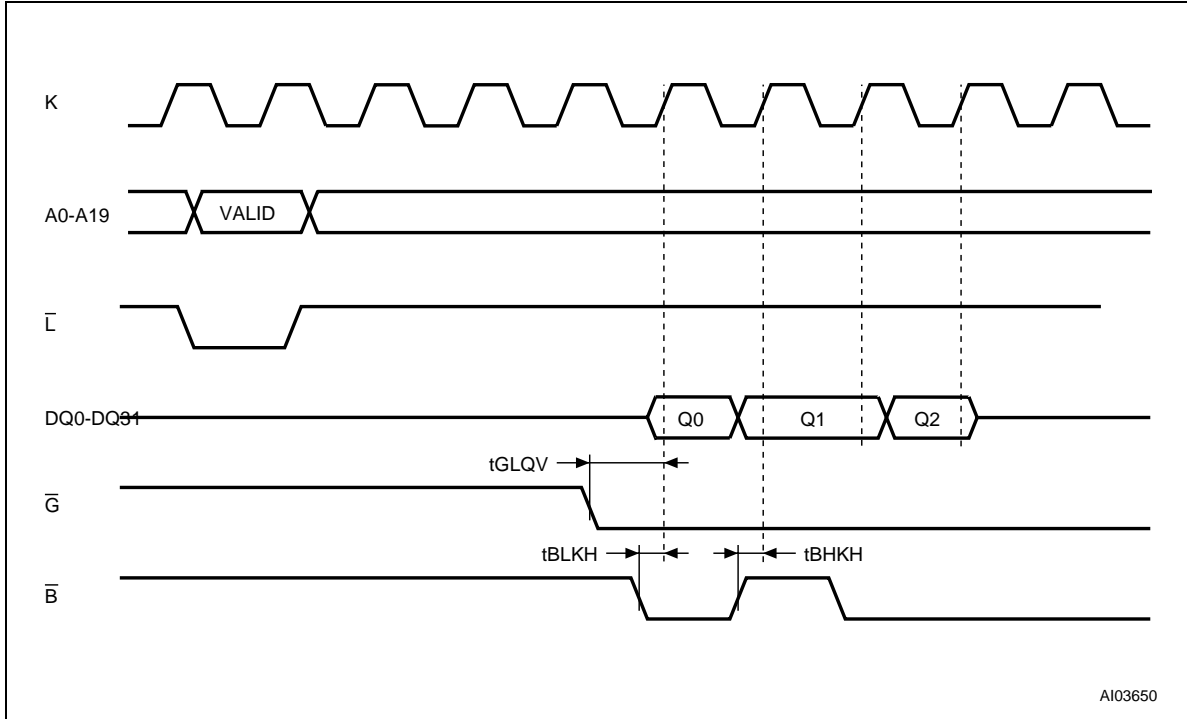 K
A0-A19
VALID
L̅
DQ0-DQ31
Q0
Q1
Q2
tGLQV
G̅
tBLKH
tBHKH
B̅
AI03650